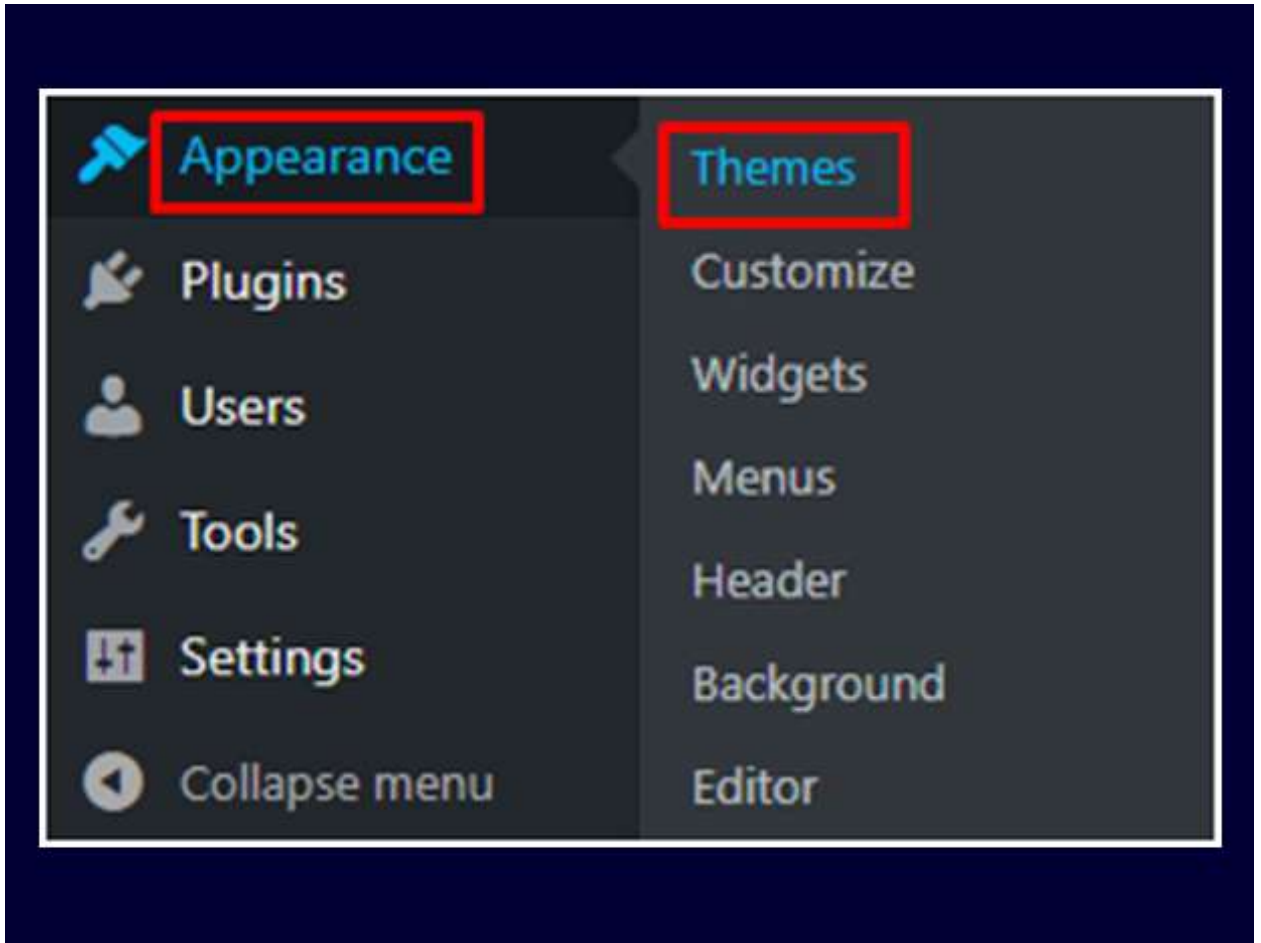 Appearance
Plugins
Users
Tools
Settings
Collapse menu
Themes
Customize
Widgets
Menus
Header
Background
Editor